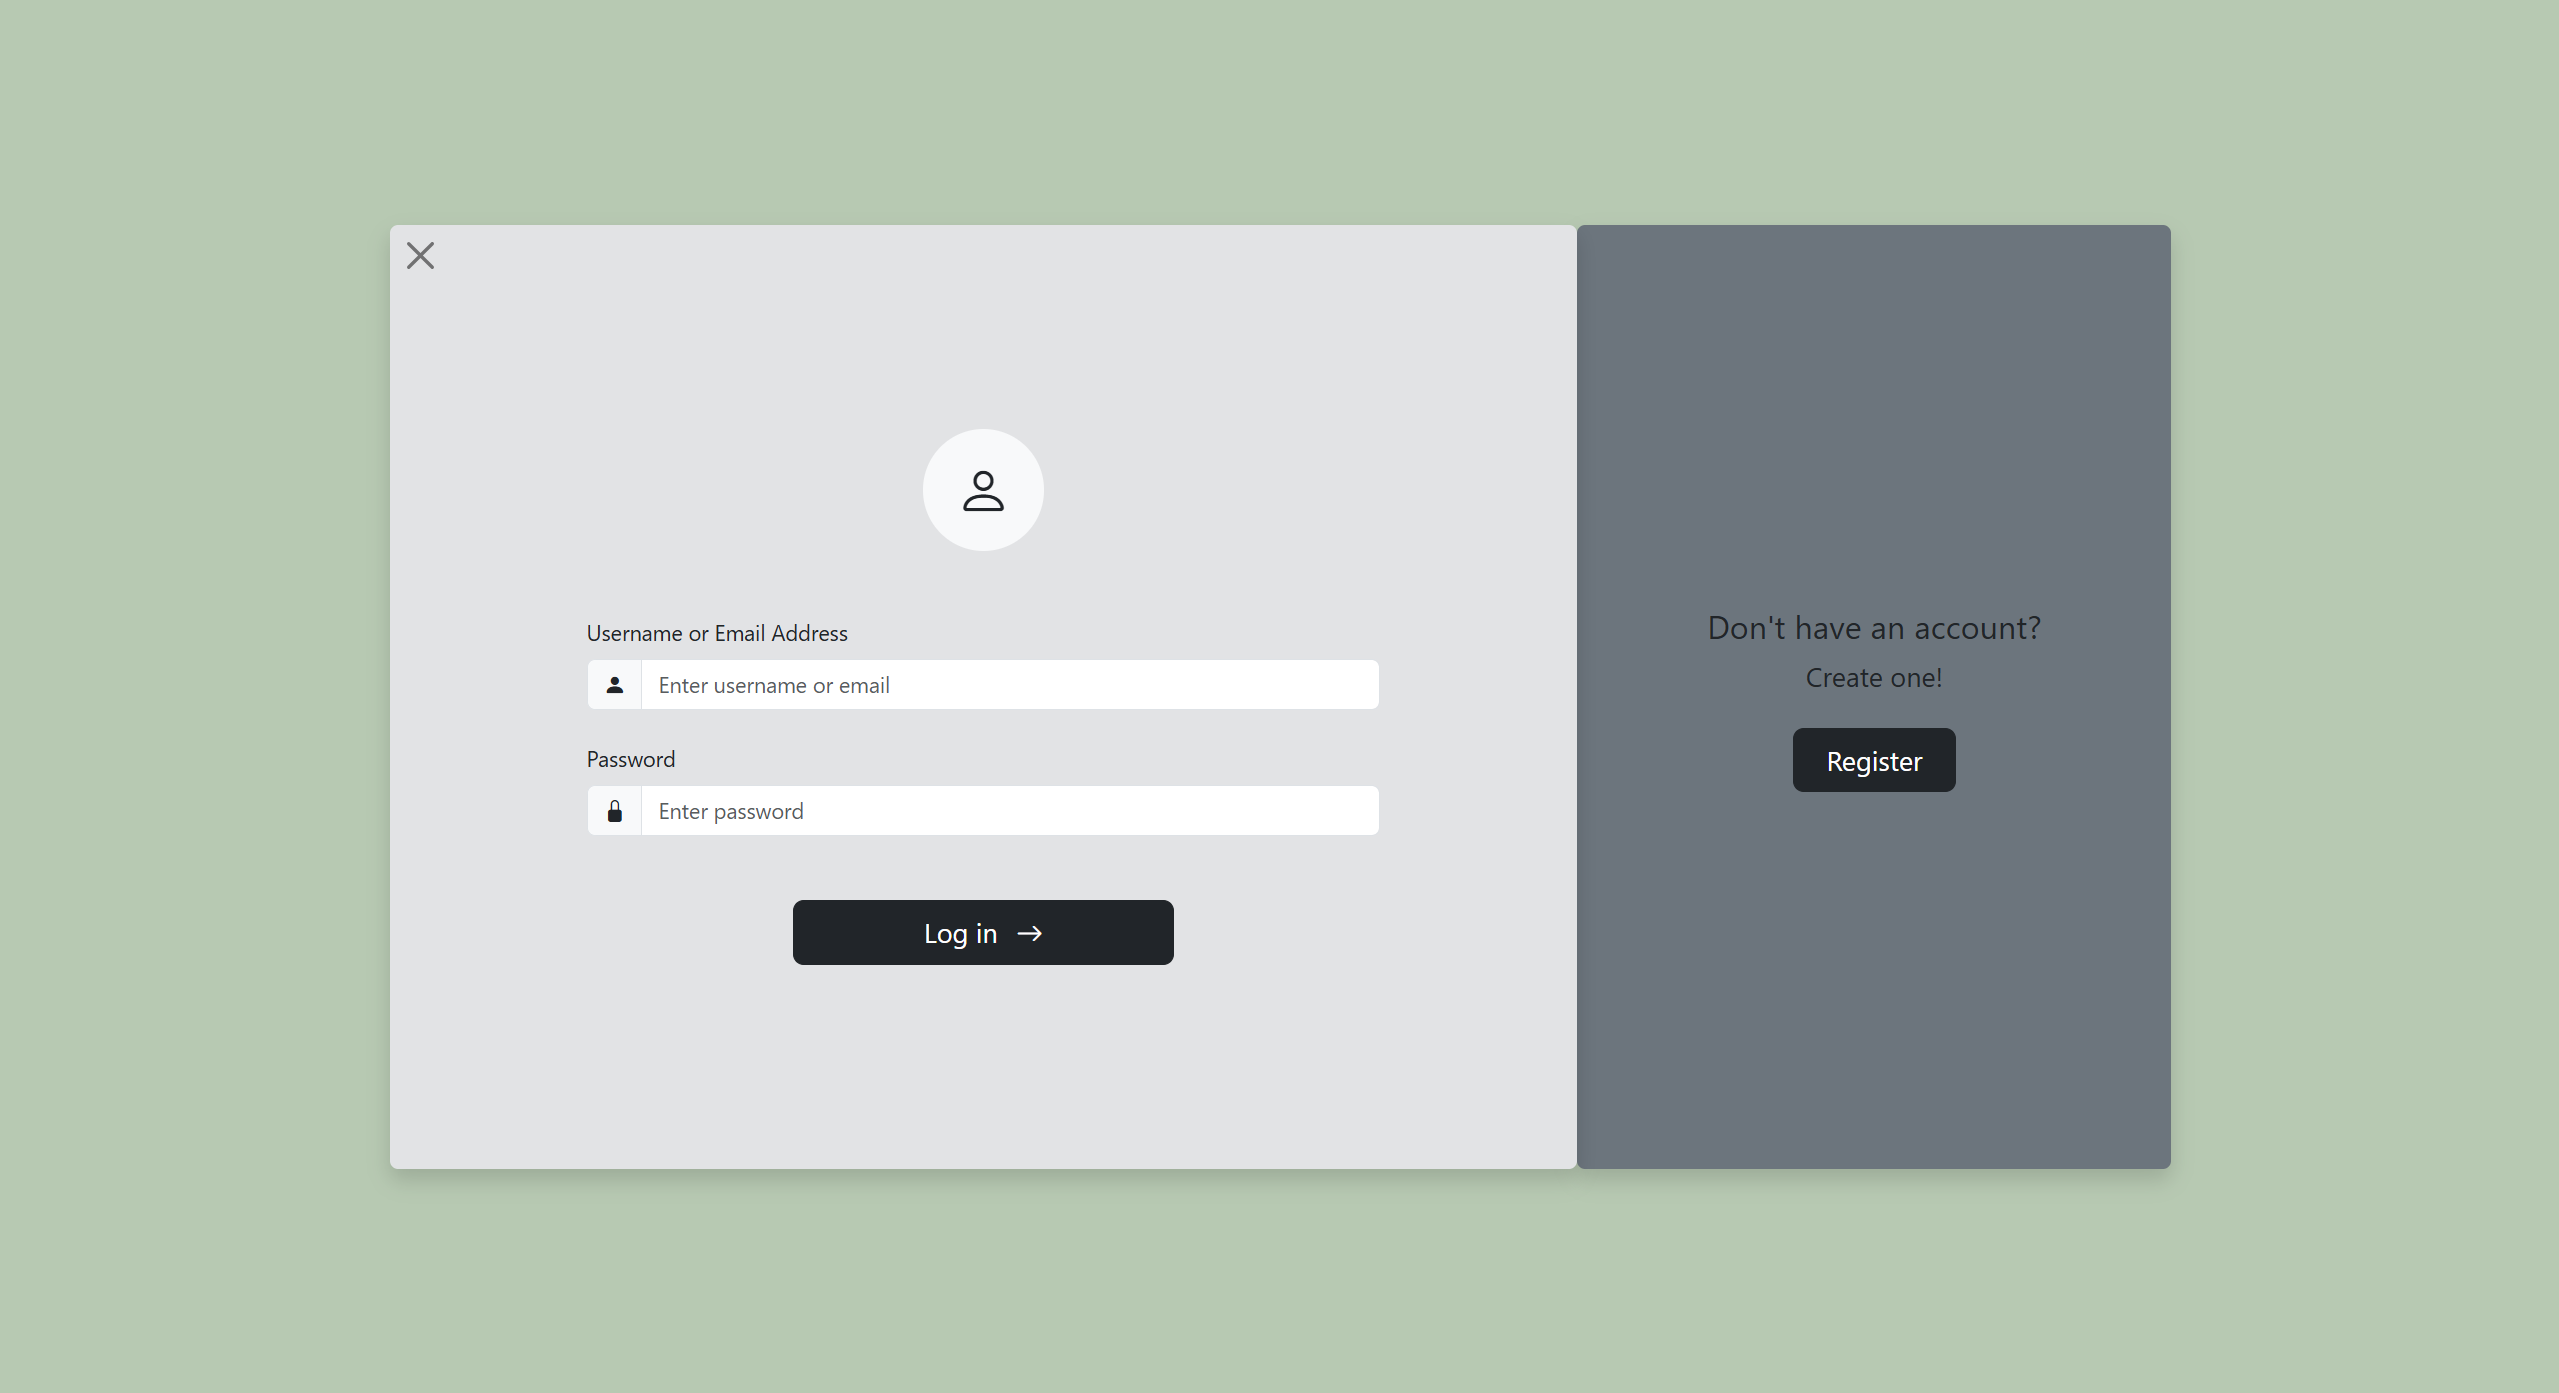 Username or Email Address
Enter username or email
Password
Enter password
Log in
Don't have an account?
Create one!
Register